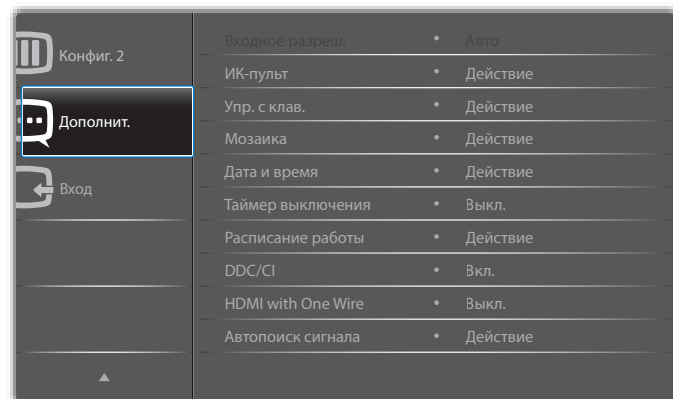 Конфиг. 2
Дополнит.
Вход
Входное разреш. • Авто
ИК-пульт • Действие
Упр. с клав. • Действие
Мозаика • Действие
Дата и время • Действие
Таймер выключения • Выкл.
Расписание работы • Действие
DDC/CI • Вкл.
HDMI with One Wire • Выкл.
Автопоиск сигнала • Действие